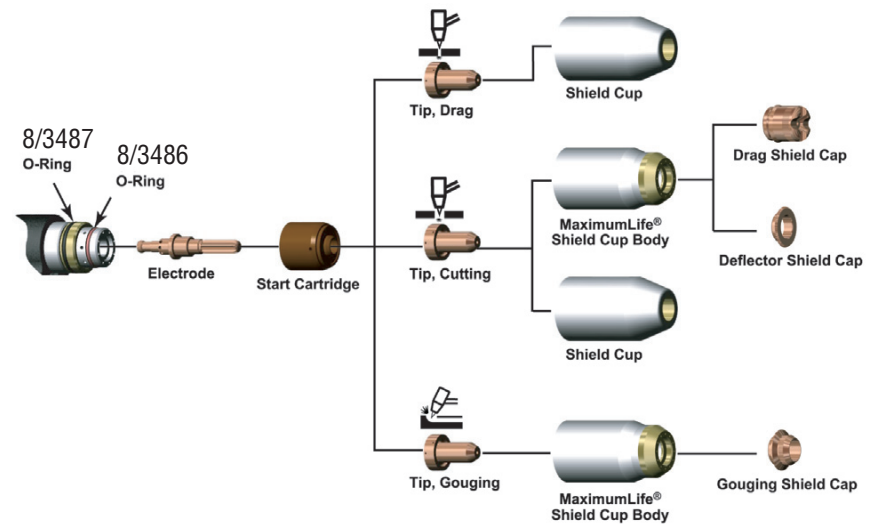 8/3487
O-Ring
8/3486
O-Ring
Electrode
Start Cartridge
Tip, Drag
Shield Cup
Tip, Cutting
MaximumLife®
Shield Cup Body
Drag Shield Cap
Deflector Shield Cap
Shield Cup
Tip, Gouging
MaximumLife®
Shield Cup Body
Gouging Shield Cap